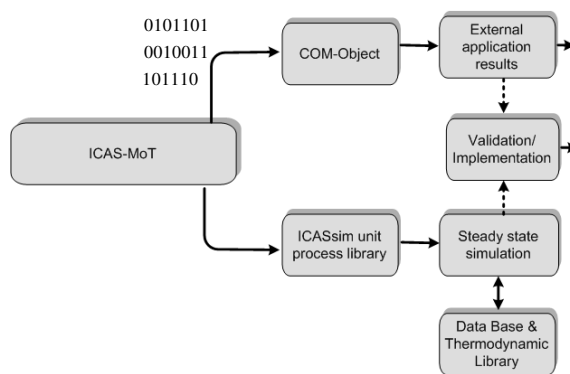 0101101
0010011
101110
COM-Object
External
application
results
ICAS-MoT
Validation/
Implementation
ICASsim unit
process library
Steady state
simulation
Data Base &
Thermodynamic
Library